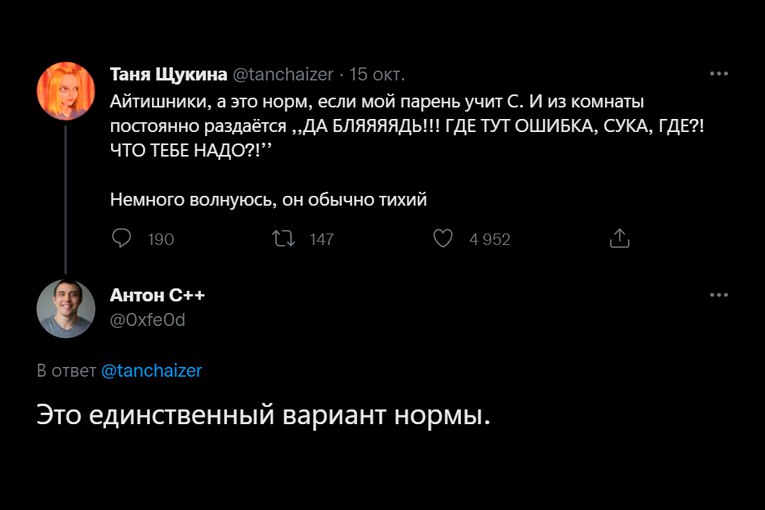 Таня Щукина @tanchaizer · 15 окт.
Айтишники, а это норм, если мой парень учит С. И из комнаты
постоянно раздаётся ,,ДА БЛЯЯЯЯДЬ!!! ГДЕ ТУТ ОШИБКА, СУКА, ГДЕ?!
ЧТО ТЕБЕ НАДО?!’’
Немного волнуюсь, он обычно тихий
190 147 4 952
Антон C++
@0xfe0d
В ответ @tanchaizer
Это единственный вариант нормы.